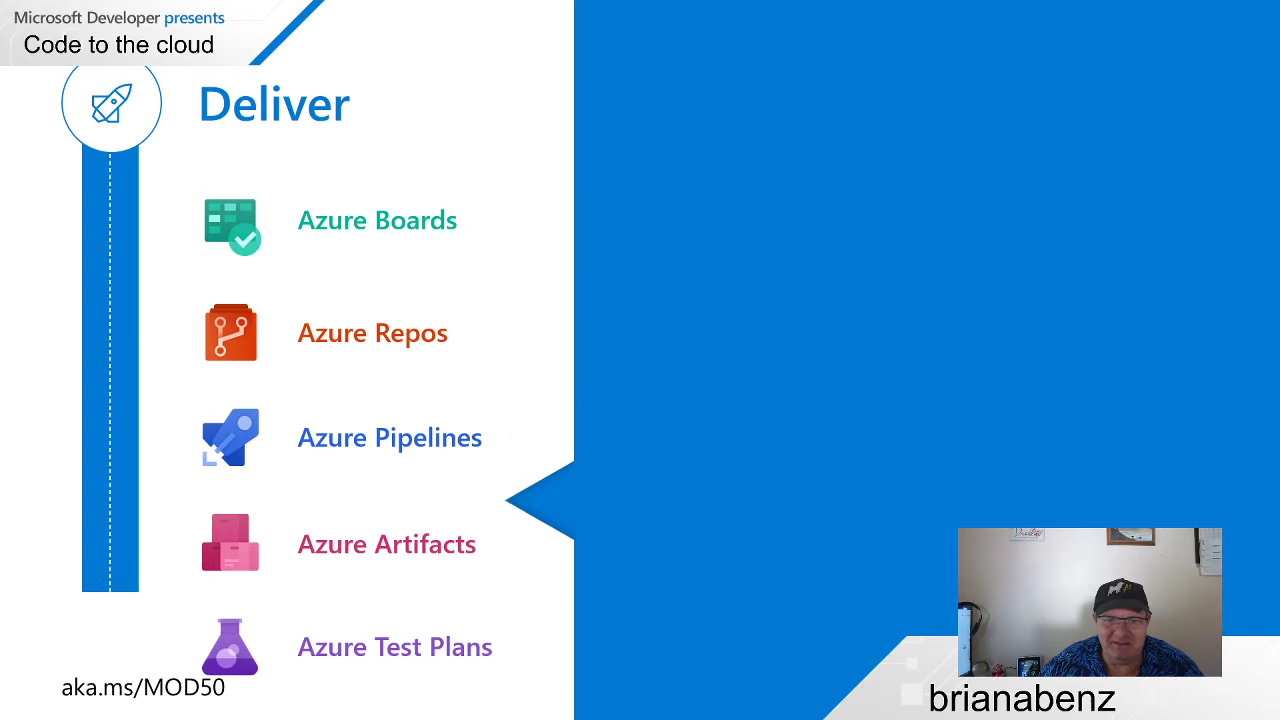 Microsoft Developer presents
Code to the cloud
Deliver
Azure Boards
Azure Repos
Azure Pipelines
Azure Artifacts
Azure Test Plans
aka.ms/MOD50
brianabenz